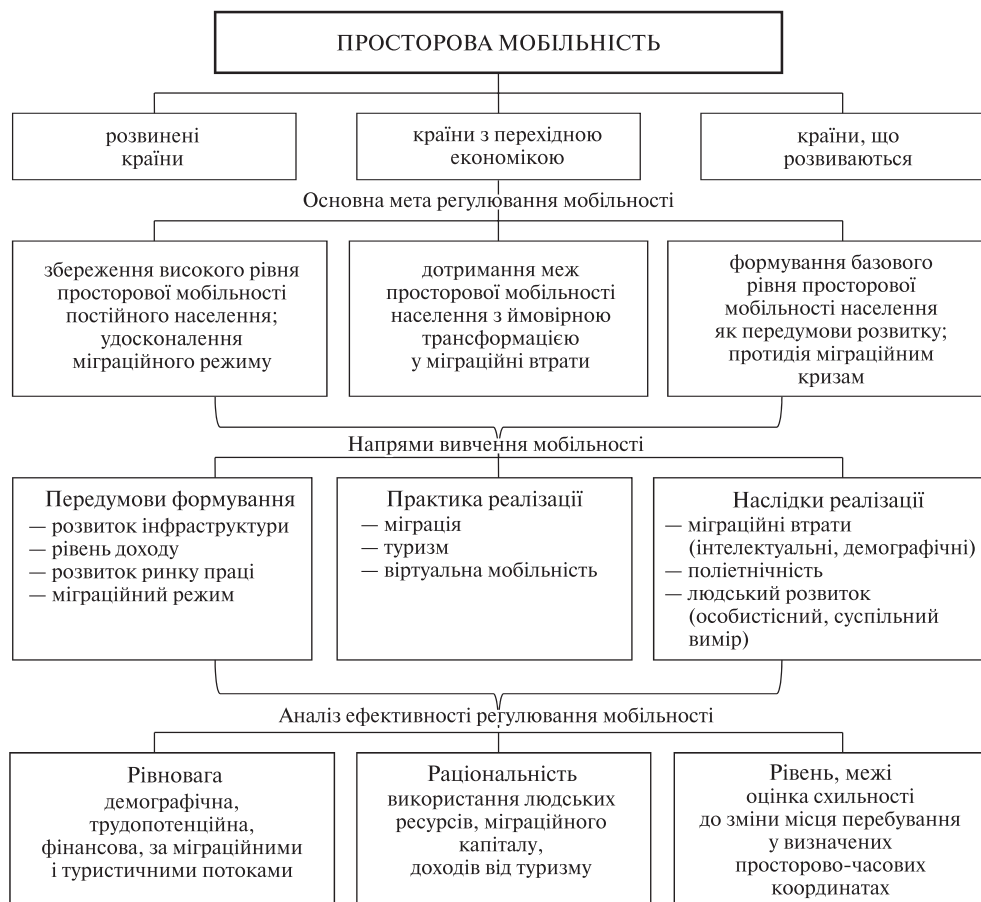 ПРОСТОРОВА МОБІЛЬНІСТЬ
розвинені
країни
країни з перехідною
економікою
країни, що
розвиваються
Основна мета регулювання мобільності
збереження високого рівня
просторової мобільності
постійного населення;
удосконалення
міграційного режиму
дотримання меж
просторової мобільності
населення з ймовірною
трансформацією
у міграційні втрати
формування базового
рівня просторової
мобільності населення
як передумови розвитку;
протидія міграційним
кризам
Напрями вивчення мобільності
Передумови формування
— розвиток інфраструктури
— рівень доходу
— розвиток ринку праці
— міграційний режим
Практика реалізації
— міграція
— туризм
— віртуальна мобільність
Наслідки реалізації
— міграційні втрати
(інтелектуальні, демографічні)
— поліетнічність
— людський розвиток
(особистісний, суспільний
вимір)
Аналіз ефективності регулювання мобільності
Рівновага
демографічна,
трудопотенційна,
фінансова, за міграційними
і туристичними потоками
Раціональність
використання людських
ресурсів, міграційного
капіталу,
доходів від туризму
Рівень, межі
оцінка схильності
до зміни місця перебування
у визначених
просторово-часових
координатах